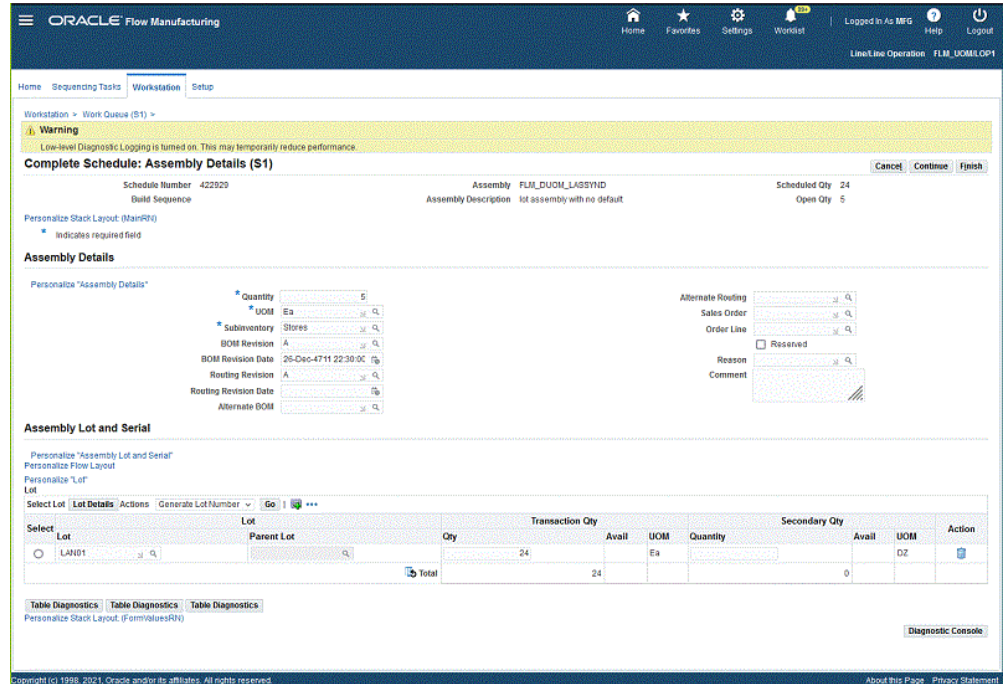 ORACLE Flow Manufacturing
Home Favorites Settings Worklist 99+ Logged In As MFG Help Logout
Line/Line Operation FLM_UOM/LOP1
Home Sequencing Tasks Workstation Setup
Workstation > Work Queue (S1) >
Warning
Low-level Diagnostic Logging is turned on. This may temporarily reduce performance.
Complete Schedule: Assembly Details (S1)
Cancel Continue Finish
Schedule Number 422929 Assembly FLM_DUOM_LASSYND Scheduled Qty 24
Build Sequence Assembly Description lot assembly with no default Open Qty 5
Personalize Stack Layout: (MainRN)
* Indicates required field
Assembly Details
Personalize "Assembly Details"
* Quantity 5 Alternate Routing
* UOM Ea Sales Order
* Subinventory Stores Order Line
BOM Revision A Reserved
BOM Revision Date 26-Dec-4711 22:30:00 Reason
Routing Revision A Comment
Routing Revision Date
Alternate BOM
Assembly Lot and Serial
Personalize "Assembly Lot and Serial"
Personalize Flow Layout
Personalize "Lot"
Lot
Select Lot Lot Details Actions Generate Lot Number Go
Select Lot Transaction Qty Secondary Qty Action
Lot Parent Lot Qty Avail UOM Quantity Avail UOM
LAN01 24 Ea DZ
Total 24 0
Table Diagnostics Table Diagnostics Table Diagnostics
Personalize Stack Layout: (FormValuesRN)
Diagnostic Console
Copyright (c) 1998, 2021, Oracle and/or its affiliates. All rights reserved. About this Page Privacy Statement